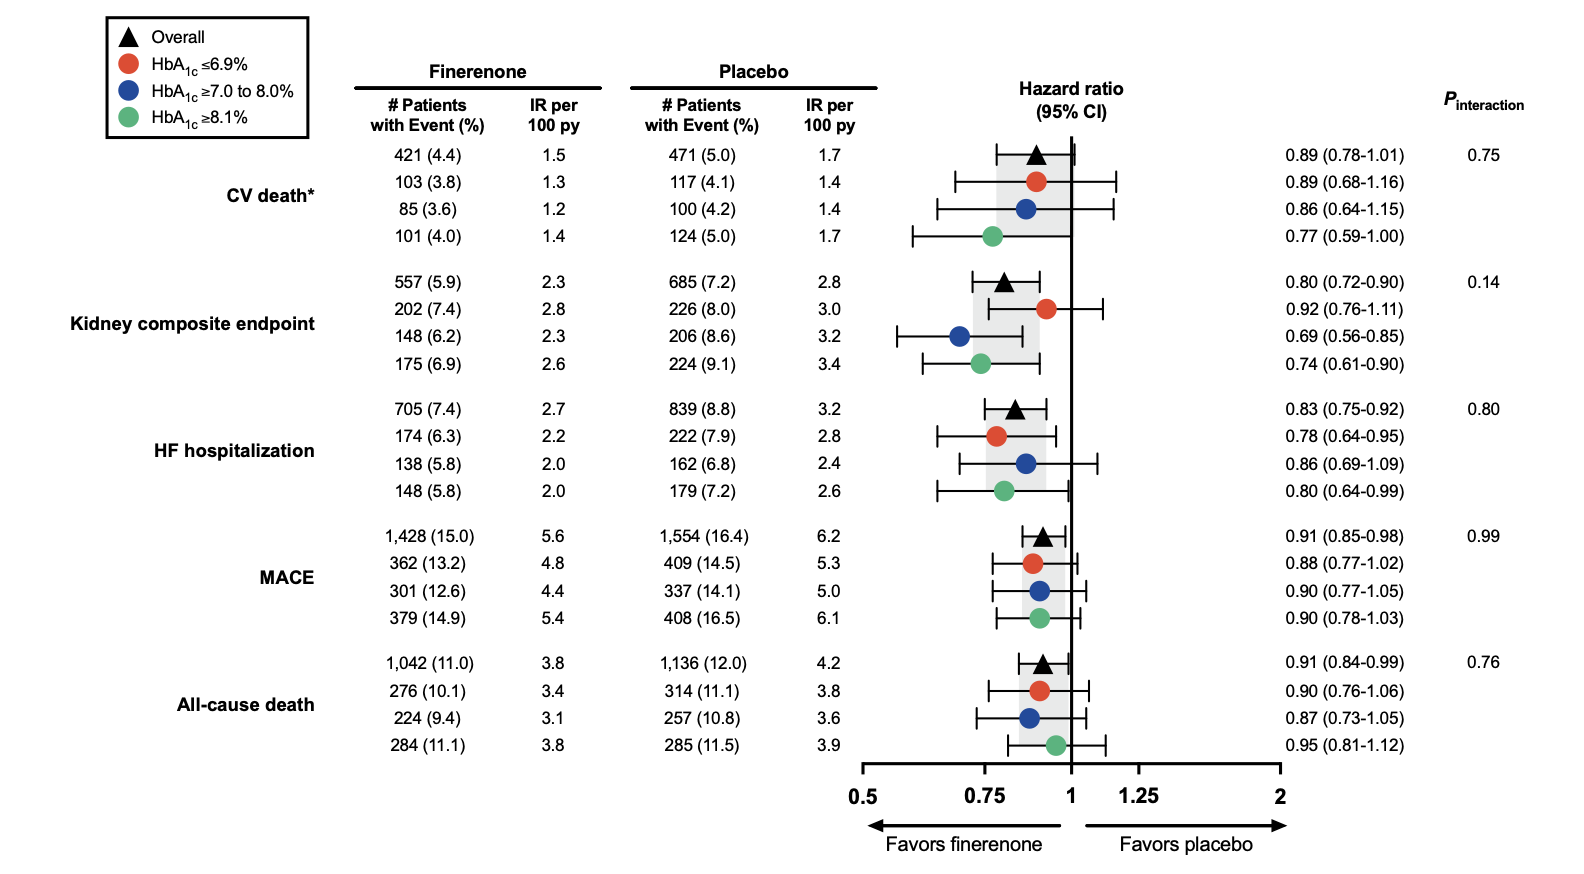 Overall
HbA1c ≤6.9%
HbA1c ≥7.0 to 8.0%
HbA1c ≥8.1%
Finerenone Placebo
Hazard ratio
(95% CI)
Pinteraction
# Patients with Event (%) IR per 100 py # Patients with Event (%) IR per 100 py
CV death*
421 (4.4) 1.5 471 (5.0) 1.7 0.89 (0.78-1.01) 0.75
103 (3.8) 1.3 117 (4.1) 1.4 0.89 (0.68-1.16)
85 (3.6) 1.2 100 (4.2) 1.4 0.86 (0.64-1.15)
101 (4.0) 1.4 124 (5.0) 1.7 0.77 (0.59-1.00)
Kidney composite endpoint
557 (5.9) 2.3 685 (7.2) 2.8 0.80 (0.72-0.90) 0.14
202 (7.4) 2.8 226 (8.0) 3.0 0.92 (0.76-1.11)
148 (6.2) 2.3 206 (8.6) 3.2 0.69 (0.56-0.85)
175 (6.9) 2.6 224 (9.1) 3.4 0.74 (0.61-0.90)
HF hospitalization
705 (7.4) 2.7 839 (8.8) 3.2 0.83 (0.75-0.92) 0.80
174 (6.3) 2.2 222 (7.9) 2.8 0.78 (0.64-0.95)
138 (5.8) 2.0 162 (6.8) 2.4 0.86 (0.69-1.09)
148 (5.8) 2.0 179 (7.2) 2.6 0.80 (0.64-0.99)
MACE
1,428 (15.0) 5.6 1,554 (16.4) 6.2 0.91 (0.85-0.98) 0.99
362 (13.2) 4.8 409 (14.5) 5.3 0.88 (0.77-1.02)
301 (12.6) 4.4 337 (14.1) 5.0 0.90 (0.77-1.05)
379 (14.9) 5.4 408 (16.5) 6.1 0.90 (0.78-1.03)
All-cause death
1,042 (11.0) 3.8 1,136 (12.0) 4.2 0.91 (0.84-0.99) 0.76
276 (10.1) 3.4 314 (11.1) 3.8 0.90 (0.76-1.06)
224 (9.4) 3.1 257 (10.8) 3.6 0.87 (0.73-1.05)
284 (11.1) 3.8 285 (11.5) 3.9 0.95 (0.81-1.12)
0.5 0.75 1 1.25 2
Favors finerenone Favors placebo